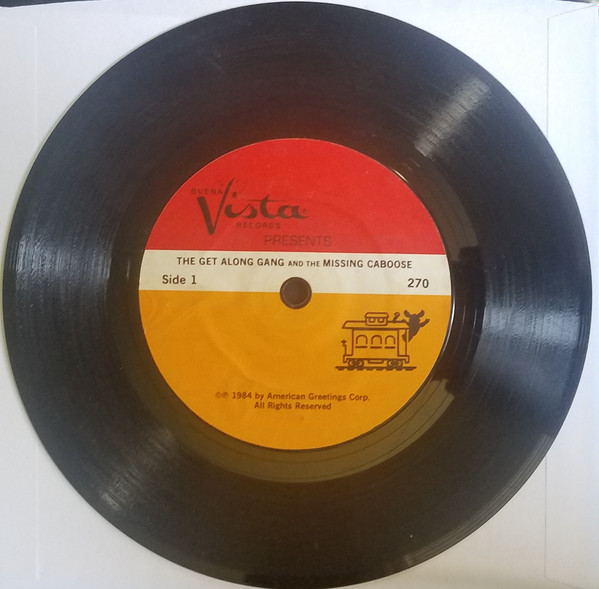 BUENA
Vista
RECORDS
PRESENTS
THE GET ALONG GANG AND THE MISSING CABOOSE
Side 1
270
©℗ 1984 by American Greetings Corp.
All Rights Reserved